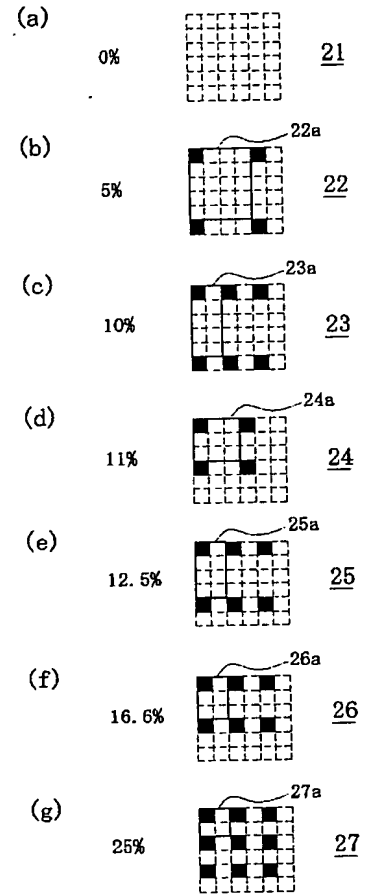 (a)
0% 21
22a
(b)
5% 22
23a
(c)
10% 23
24a
(d)
11% 24
25a
(e)
12.5% 25
26a
(f)
16.6% 26
27a
(g)
25% 27